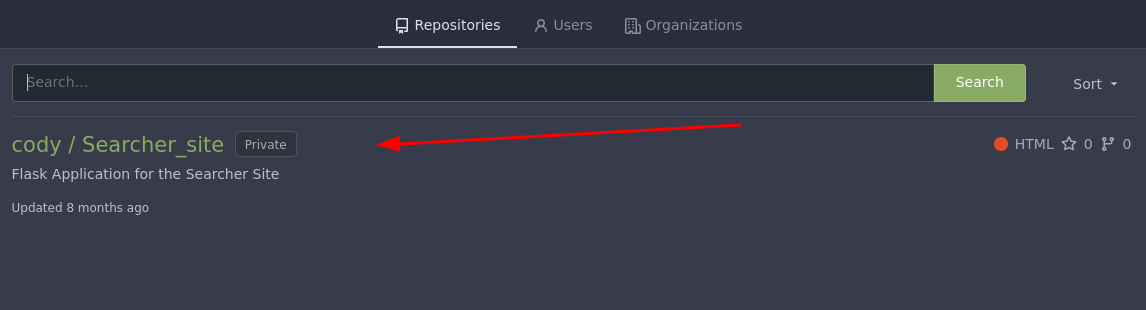 Repositories Users Organizations
Search... Search Sort
cody / Searcher_site Private HTML 0 0
Flask Application for the Searcher Site
Updated 8 months ago